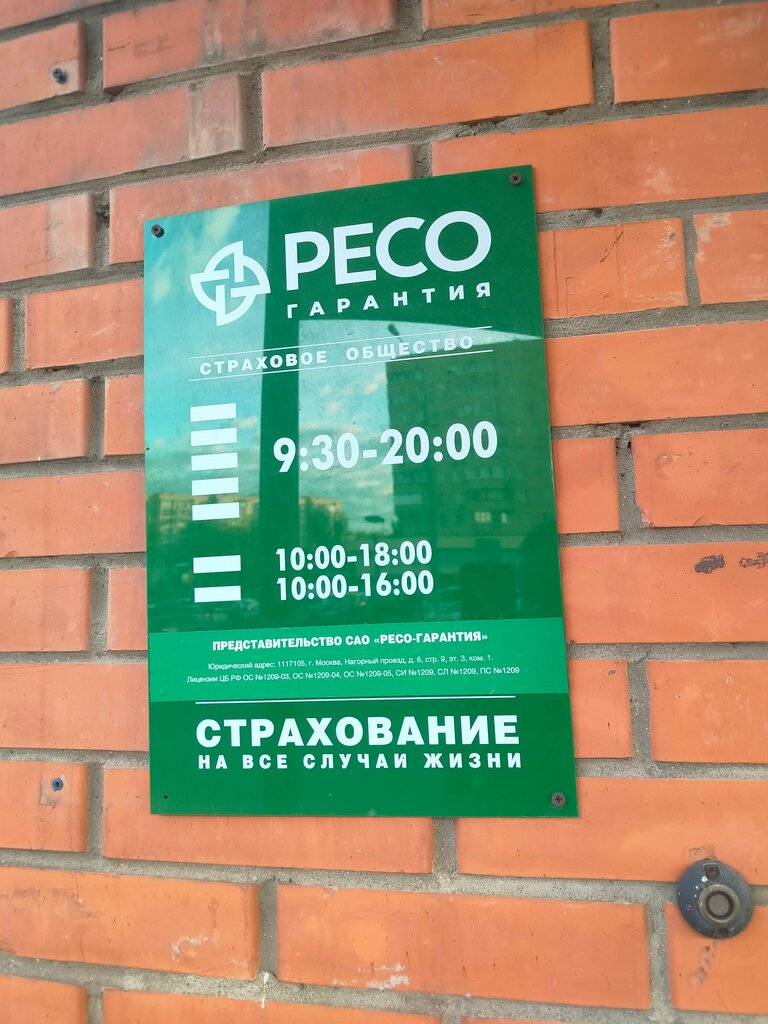 РЕСО
ГАРАНТИЯ
СТРАХОВОЕ ОБЩЕСТВО
9:30-20:00
10:00-18:00
10:00-16:00
ПРЕДСТАВИТЕЛЬСТВО САО «РЕСО-ГАРАНТИЯ»
Юридический адрес: 1117105, г. Москва, Нагорный проезд, д. 6, стр. 9, эт. 3, ком. 1.
Лицензии ЦБ РФ ОС №1209-03, ОС №1209-04, ОС №1209-05, СИ №1209, СЛ №1209, ПС №1209
СТРАХОВАНИЕ
НА ВСЕ СЛУЧАИ ЖИЗНИ